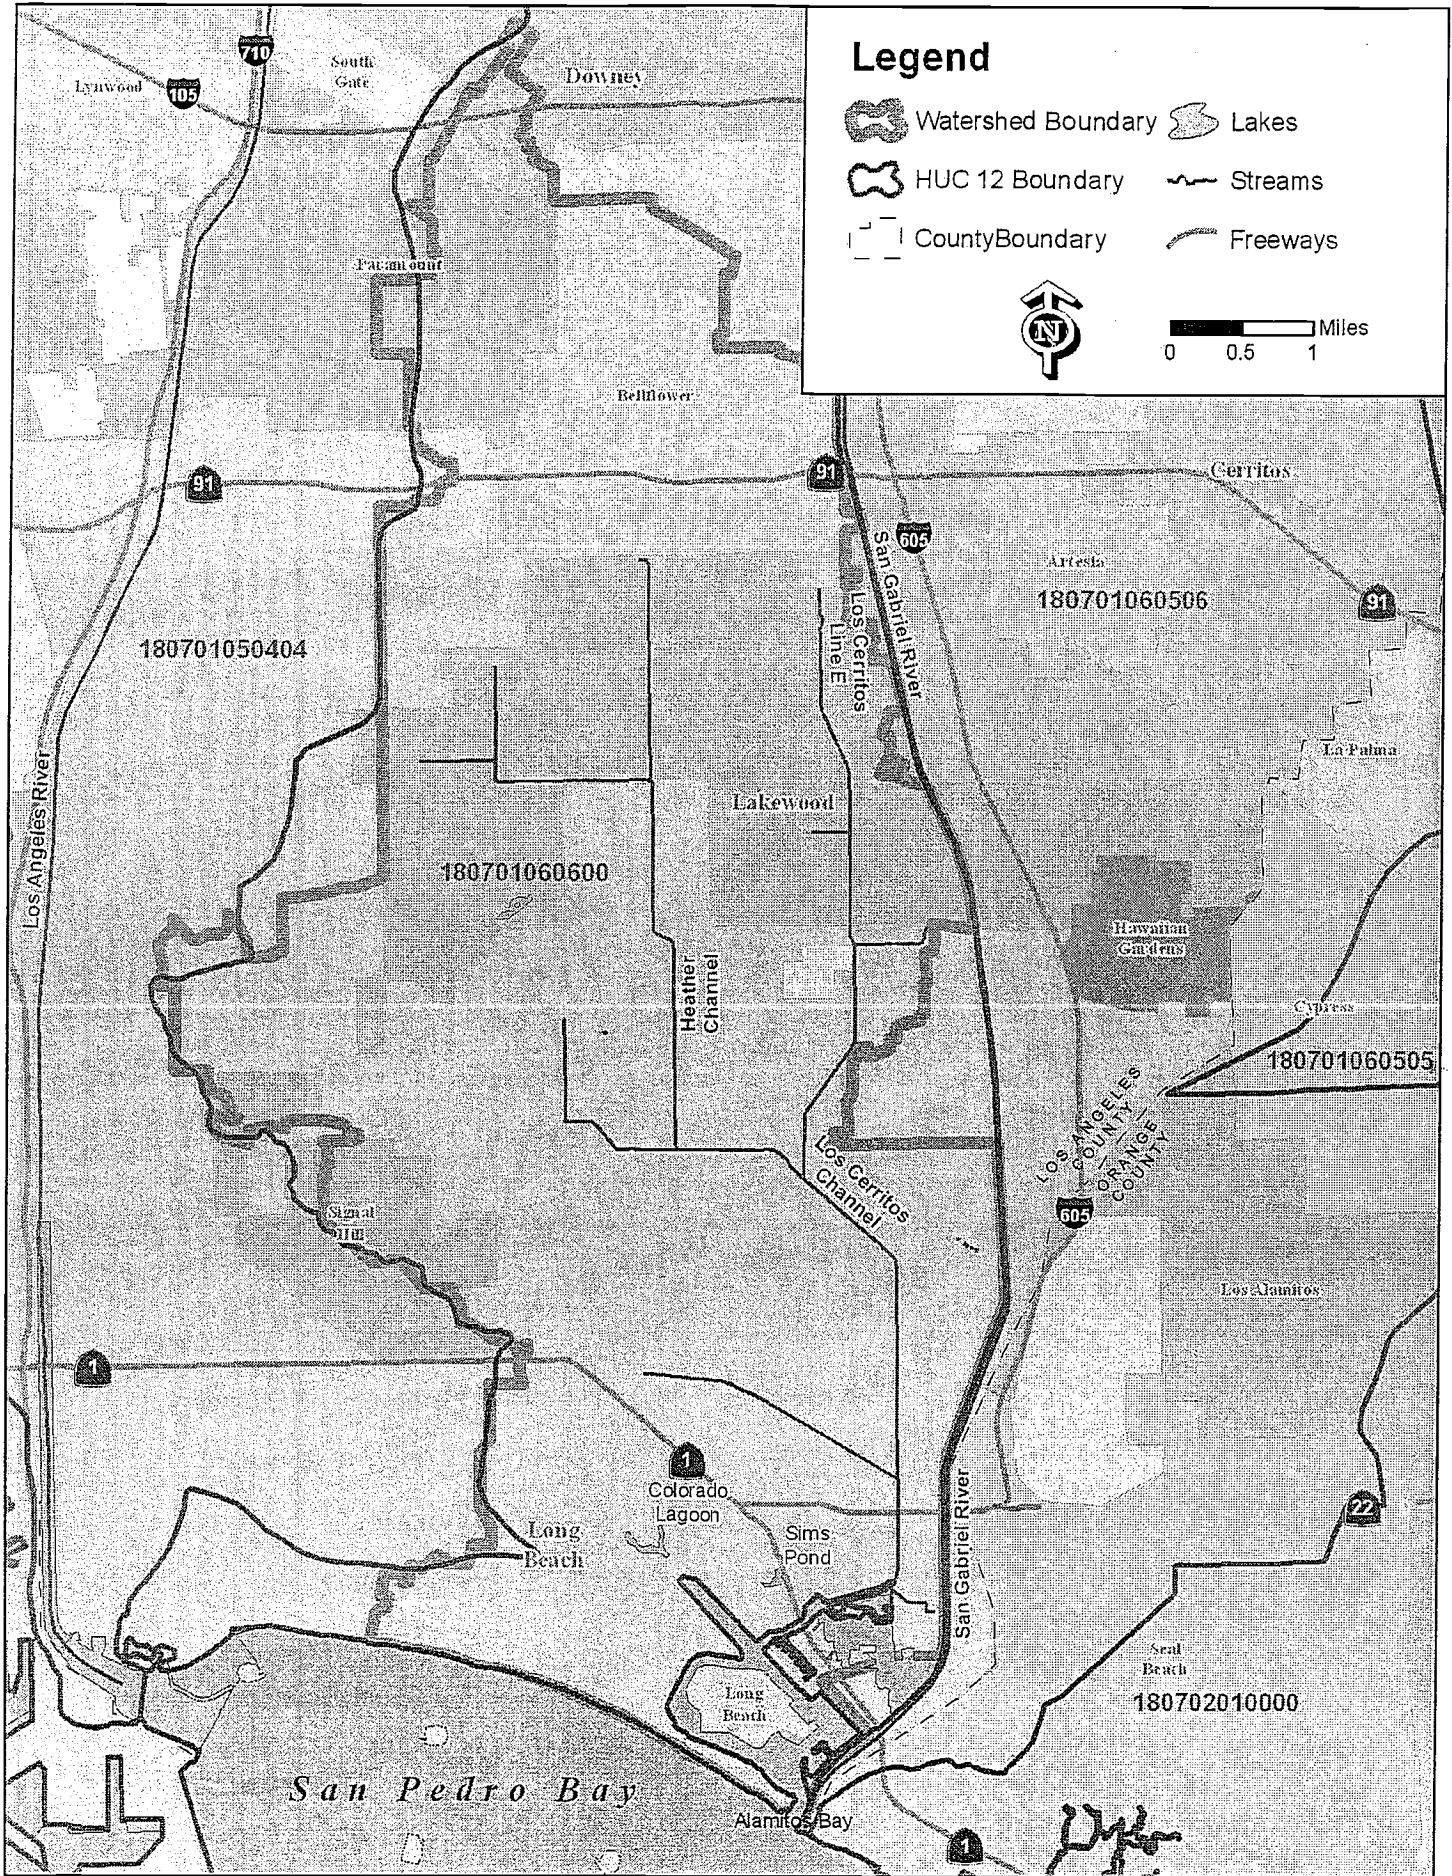 Legend
Watershed Boundary
Lakes
HUC 12 Boundary
Streams
CountyBoundary
Freeways
N
Miles
0 0.5 1
710
South
Gate
Lynwood
105
Downey
Paramount
Bellflower
91
91
Cerritos
605
San Gabriel River
Artesia
180701060506
91
Los Cerritos
Line E
180701050404
La Palma
Los Angeles River
Lakewood
180701060600
Hawaiian
Gardens
Heather
Channel
Cypress
180701060505
LOS ANGELES
COUNTY
ORANGE
COUNTY
Los Cerritos
Channel
605
Signal
Hill
Los Alamitos
1
1
Colorado
Lagoon
22
Long
Beach
Sims
Pond
San Gabriel River
Seal
Beach
180702010000
Long
Beach
San Pedro Bay
Alamitos Bay
1